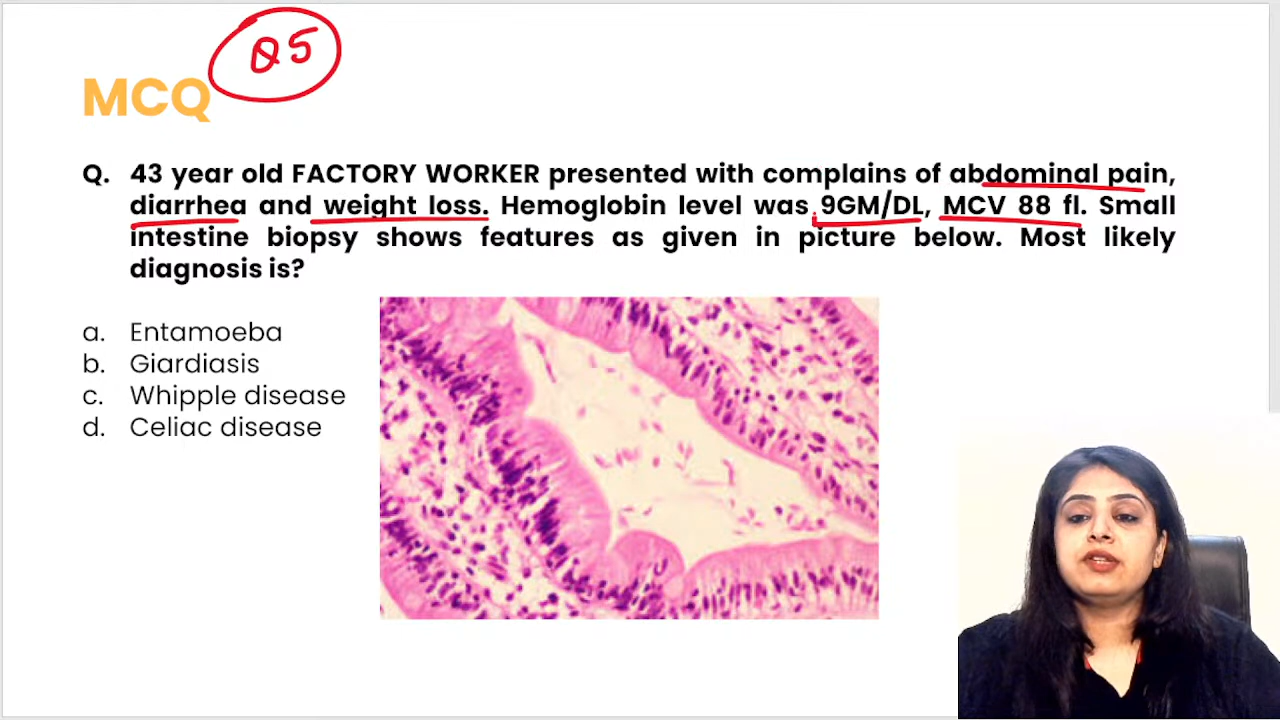 Q5
MCQ
Q. 43 year old FACTORY WORKER presented with complains of abdominal pain,
diarrhea and weight loss. Hemoglobin level was 9GM/DL, MCV 88 fl. Small
intestine biopsy shows features as given in picture below. Most likely
diagnosis is?
a. Entamoeba
b. Giardiasis
c. Whipple disease
d. Celiac disease